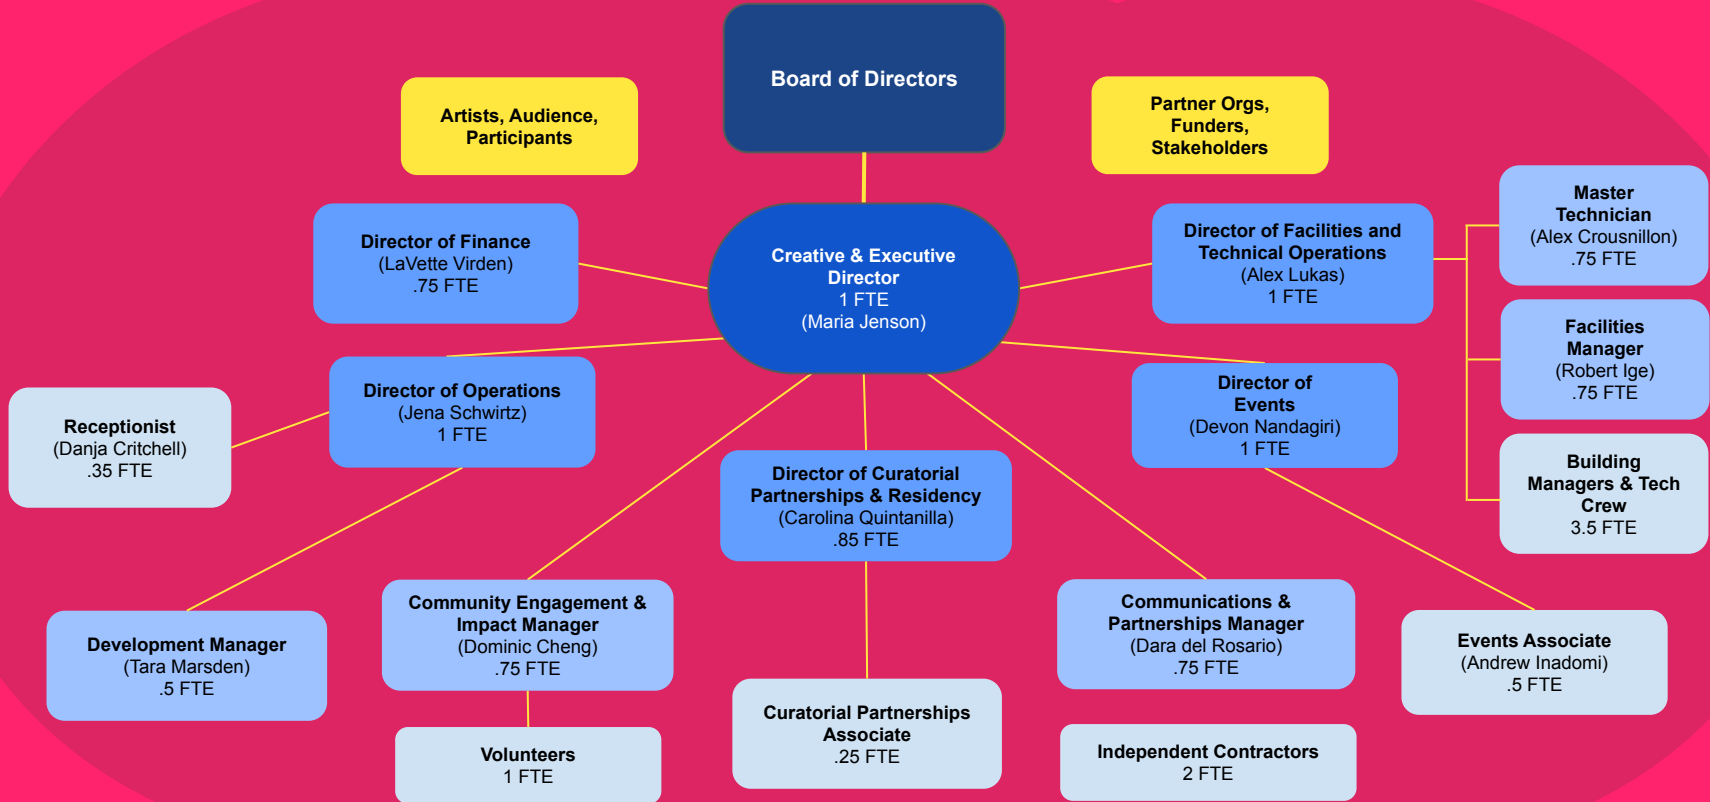 Board of Directors
Artists, Audience,
Participants
Partner Orgs,
Funders,
Stakeholders
Master
Technician
(Alex Crousnillon)
.75 FTE
Director of Finance
(LaVette Virden)
.75 FTE
Creative & Executive
Director
1 FTE
(Maria Jenson)
Director of Facilities and
Technical Operations
(Alex Lukas)
1 FTE
Facilities
Manager
(Robert Ige)
.75 FTE
Director of Operations
(Jena Schwirtz)
1 FTE
Director of
Events
(Devon Nandagiri)
1 FTE
Receptionist
(Danja Critchell)
.35 FTE
Director of Curatorial
Partnerships & Residency
(Carolina Quintanilla)
.85 FTE
Building
Managers & Tech
Crew
3.5 FTE
Development Manager
(Tara Marsden)
.5 FTE
Community Engagement &
Impact Manager
(Dominic Cheng)
.75 FTE
Communications &
Partnerships Manager
(Dara del Rosario)
.75 FTE
Events Associate
(Andrew Inadomi)
.5 FTE
Volunteers
1 FTE
Curatorial Partnerships
Associate
.25 FTE
Independent Contractors
2 FTE